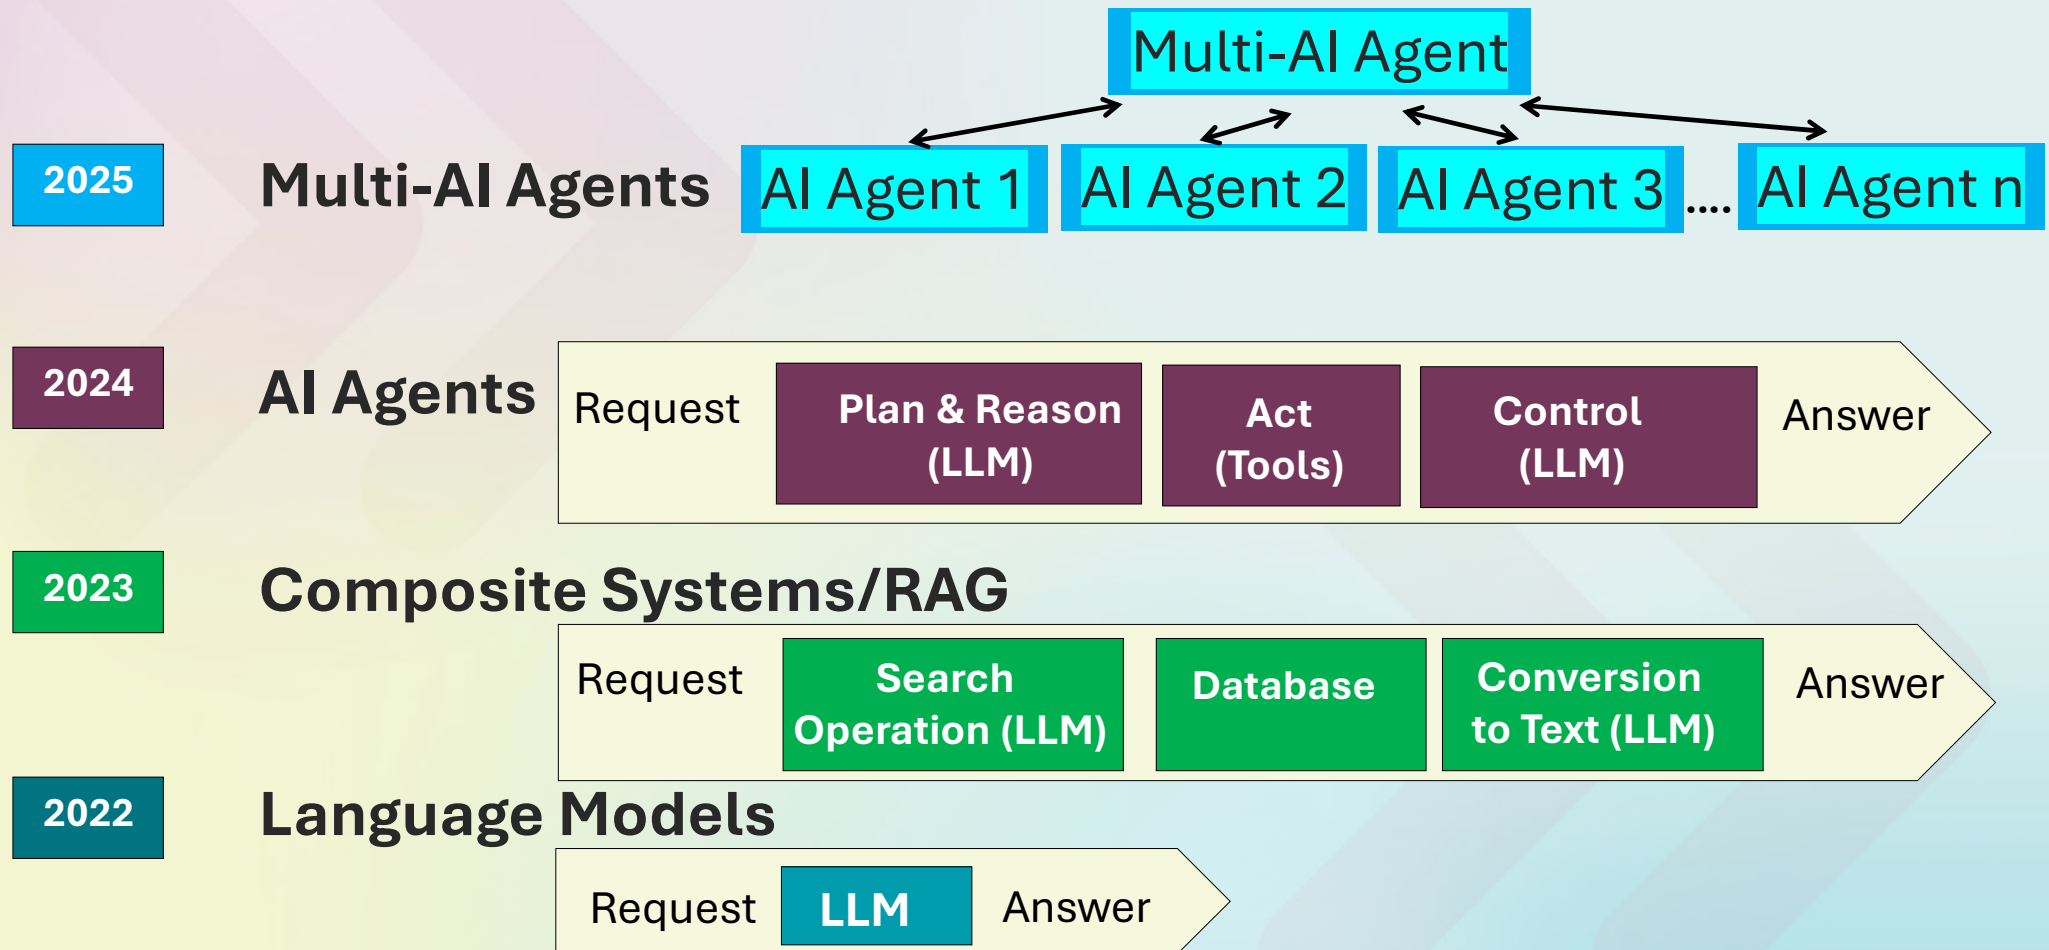 Multi-AI Agent
2025
Multi-AI Agents
AI Agent 1
AI Agent 2
AI Agent 3
....
AI Agent n
2024
AI Agents
Request
Plan & Reason
(LLM)
Act
(Tools)
Control
(LLM)
Answer
2023
Composite Systems/RAG
Request
Search
Operation (LLM)
Database
Conversion
to Text (LLM)
Answer
2022
Language Models
Request
LLM
Answer